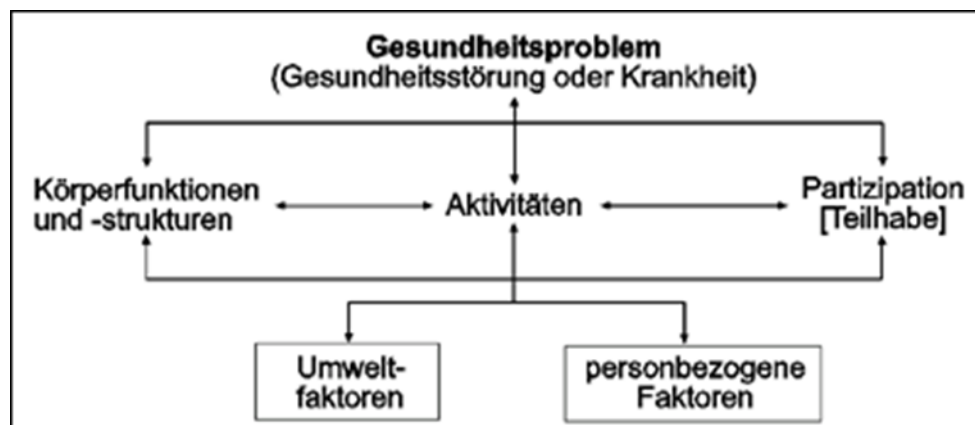 Gesundheitsproblem
(Gesundheitsstörung oder Krankheit)
Körperfunktionen
und -strukturen
Aktivitäten
Partizipation
[Teilhabe]
Umwelt-
faktoren
personbezogene
Faktoren